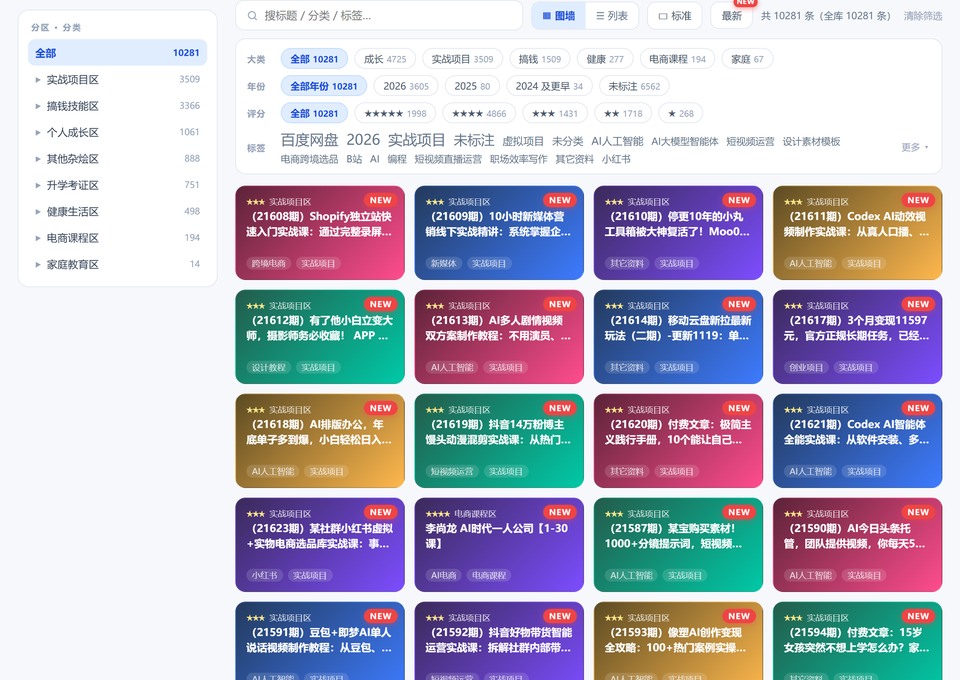 分区 · 分类
全部 10281
▸ 实战项目区 3509
▸ 搞钱技能区 3366
▸ 个人成长区 1061
▸ 其他杂烩区 888
▸ 升学考证区 751
▸ 健康生活区 498
▸ 电商课程区 194
▸ 家庭教育区 14
搜标题 / 分类 / 标签...
图墙
列表
标准
最新
NEW
共 10281 条（全库 10281 条）
清除筛选
大类 全部 10281 成长 4725 实战项目 3509 搞钱 1509 健康 277 电商课程 194 家庭 67
年份 全部年份 10281 2026 3605 2025 80 2024 及更早 34 未标注 6562
评分 全部 10281 ★★★★★ 1998 ★★★★ 4866 ★★★ 1431 ★★ 1718 ★ 268
标签 百度网盘 2026 实战项目 未标注 虚拟项目 未分类 AI人工智能 AI大模型智能体 短视频运营 设计素材模板
电商跨境选品 B站 AI 编程 短视频直播运营 职场效率写作 其它资料 小红书
更多
★★★ 实战项目区 NEW
（21608期）Shopify独立站快
速入门实战课：通过完整录屏...
跨境电商 实战项目
★★★ 实战项目区 NEW
（21609期）10小时新媒体营
销线下实战精讲：系统掌握企...
新媒体 实战项目
★★★ 实战项目区 NEW
（21610期）停更10年的小丸
工具箱被大神复活了！Moo0...
其它资料 实战项目
★★★ 实战项目区 NEW
（21611期）Codex AI动效视
频制作实战课：从真人口播、...
AI人工智能 实战项目
★★★ 实战项目区 NEW
（21612期）有了他小白立变大
师，摄影师务必收藏！ APP ...
设计教程 实战项目
★★★ 实战项目区 NEW
（21613期）AI多人剧情视频
双方案制作教程：不用演员、...
AI人工智能 实战项目
★★★ 实战项目区 NEW
（21614期）移动云盘新拉最新
玩法（二期）-更新1119：单...
其它资料 实战项目
★★★ 实战项目区 NEW
（21617期）3个月变现11597
元，官方正规长期任务，已经...
创业项目 实战项目
★★★ 实战项目区 NEW
（21618期）AI排版办公，年
底单子多到爆，小白轻松日入...
AI人工智能 实战项目
★★★ 实战项目区 NEW
（21619期）抖音14万粉博主
馒头动漫混剪实战课：从热门...
短视频运营 实战项目
★★★ 实战项目区 NEW
（21620期）付费文章：极简主
义践行手册，10个能让自己...
其它资料 实战项目
★★★ 实战项目区 NEW
（21621期）Codex AI智能体
全能实战课：从软件安装、多...
AI人工智能 实战项目
★★★ 实战项目区 NEW
（21623期）某社群小红书虚拟
+实物电商选品库实战课：事...
小红书 实战项目
★★★★ 电商课程区 NEW
李尚龙 AI时代一人公司【1-30
课】
AI电商 电商课程
★★★ 实战项目区 NEW
（21587期）某宝购买素材！
1000+分镜提示词，短视频...
AI人工智能 实战项目
★★★ 实战项目区 NEW
（21590期）AI今日头条托
管，团队提供视频，你每天5...
AI人工智能 实战项目
★★★ 实战项目区 NEW
（21591期）豆包+即梦AI单人
说话视频制作教程：从豆包、...
AI人工智能 实战项目
★★★ 实战项目区 NEW
（21592期）抖音好物带货智能
运营实战课：拆解社群内部带...
短视频运营 实战项目
★★★ 实战项目区 NEW
（21593期）像塑AI创作变现
全攻略：100+热门案例实操...
AI人工智能 实战项目
★★★ 实战项目区 NEW
（21594期）付费文章：15岁
女孩突然不想上学怎么办？家...
其它资料 实战项目